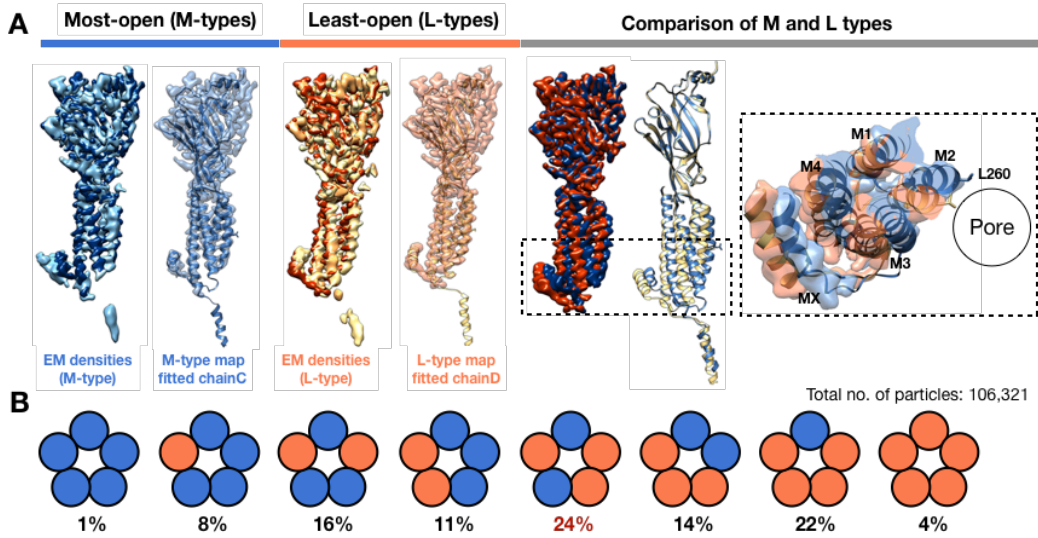 A
Most-open (M-types)
Least-open (L-types)
Comparison of M and L types
M1
M4
M2
L260
Pore
M3
MX
EM densities
(M-type)
M-type map
fitted chainC
EM densities
(L-type)
L-type map
fitted chainD
B
Total no. of particles: 106,321
1%
8%
16%
11%
24%
14%
22%
4%